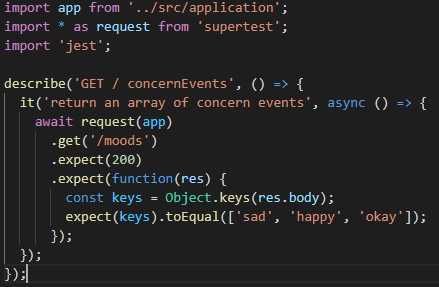 import app from '../src/application';
import * as request from 'supertest';
import 'jest';
describe('GET / concernEvents', () => {
it('return an array of concern events', async () => {
await request(app)
.get('/moods')
.expect(200)
.expect(function(res) {
const keys = Object.keys(res.body);
expect(keys).toEqual(['sad', 'happy', 'okay']);
});
});
});